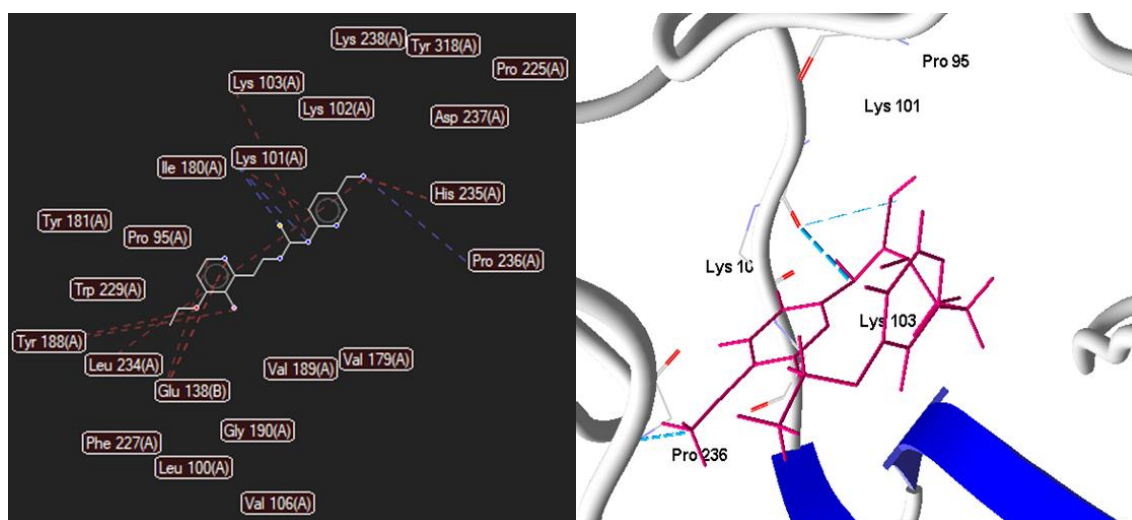 Lys 238(A)
Tyr 318(A)
Pro 225(A)
Lys 103(A)
Lys 102(A)
Asp 237(A)
Ile 180(A)
Lys 101(A)
His 235(A)
Tyr 181(A)
Pro 95(A)
Pro 236(A)
Trp 229(A)
Tyr 188(A)
Leu 234(A)
Val 189(A)
Val 179(A)
Glu 138(B)
Phe 227(A)
Gly 190(A)
Leu 100(A)
Val 106(A)
Pro 95
Lys 101
Lys 10
Lys 103
Pro 236